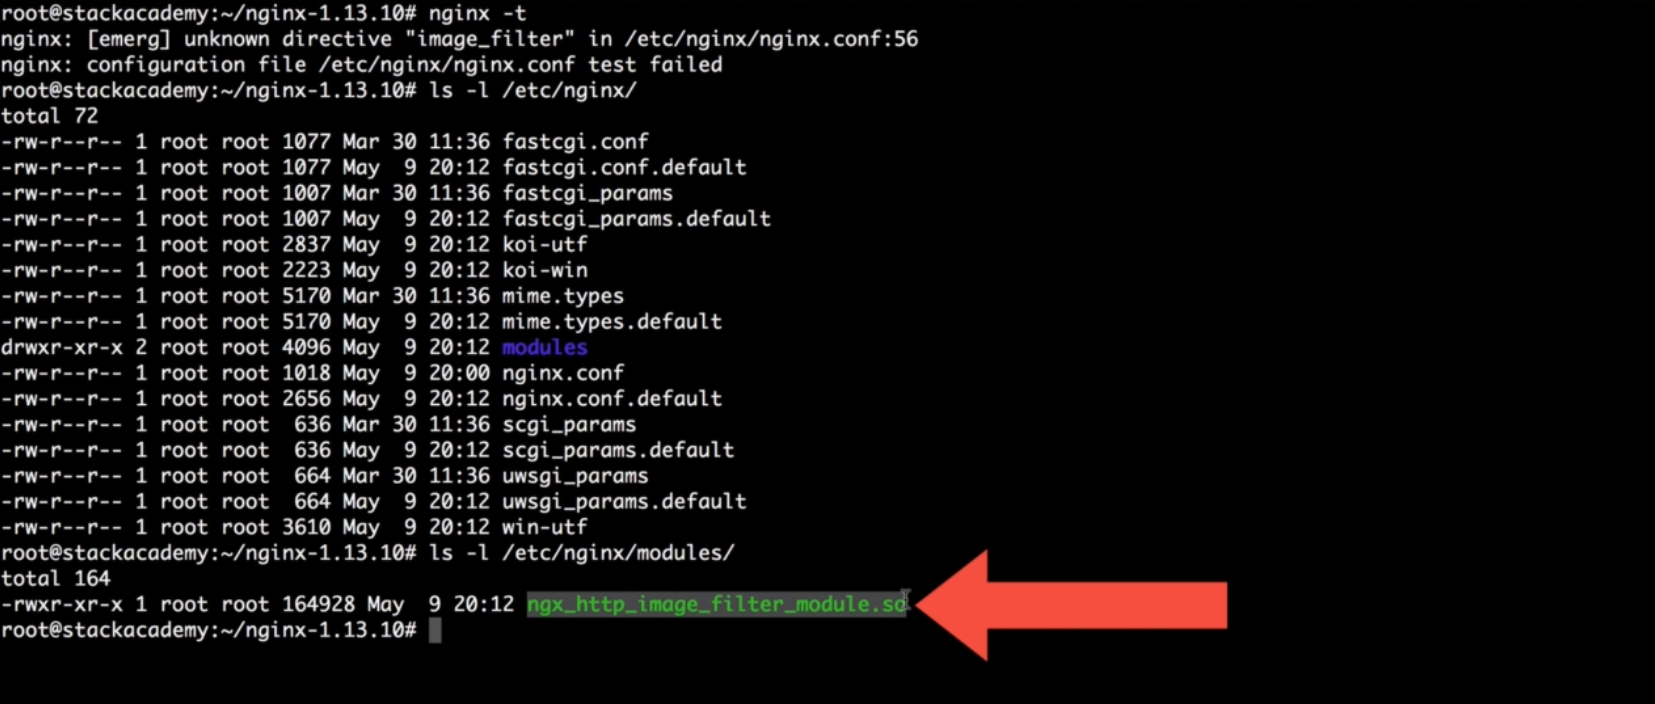 root@stackacademy:~/nginx-1.13.10# nginx -t
nginx: [emerg] unknown directive "image_filter" in /etc/nginx/nginx.conf:56
nginx: configuration file /etc/nginx/nginx.conf test failed
root@stackacademy:~/nginx-1.13.10# ls -l /etc/nginx/
total 72
-rw-r--r-- 1 root root 1077 Mar 30 11:36 fastcgi.conf
-rw-r--r-- 1 root root 1077 May  9 20:12 fastcgi.conf.default
-rw-r--r-- 1 root root 1007 Mar 30 11:36 fastcgi_params
-rw-r--r-- 1 root root 1007 May  9 20:12 fastcgi_params.default
-rw-r--r-- 1 root root 2837 May  9 20:12 koi-utf
-rw-r--r-- 1 root root 2223 May  9 20:12 koi-win
-rw-r--r-- 1 root root 5170 Mar 30 11:36 mime.types
-rw-r--r-- 1 root root 5170 May  9 20:12 mime.types.default
drwxr-xr-x 2 root root 4096 May  9 20:12 modules
-rw-r--r-- 1 root root 1018 May  9 20:00 nginx.conf
-rw-r--r-- 1 root root 2656 May  9 20:12 nginx.conf.default
-rw-r--r-- 1 root root  636 Mar 30 11:36 scgi_params
-rw-r--r-- 1 root root  636 May  9 20:12 scgi_params.default
-rw-r--r-- 1 root root  664 Mar 30 11:36 uwsgi_params
-rw-r--r-- 1 root root  664 May  9 20:12 uwsgi_params.default
-rw-r--r-- 1 root root 3610 May  9 20:12 win-utf
root@stackacademy:~/nginx-1.13.10# ls -l /etc/nginx/modules/
total 164
-rwxr-xr-x 1 root root 164928 May  9 20:12 ngx_http_image_filter_module.so
root@stackacademy:~/nginx-1.13.10#